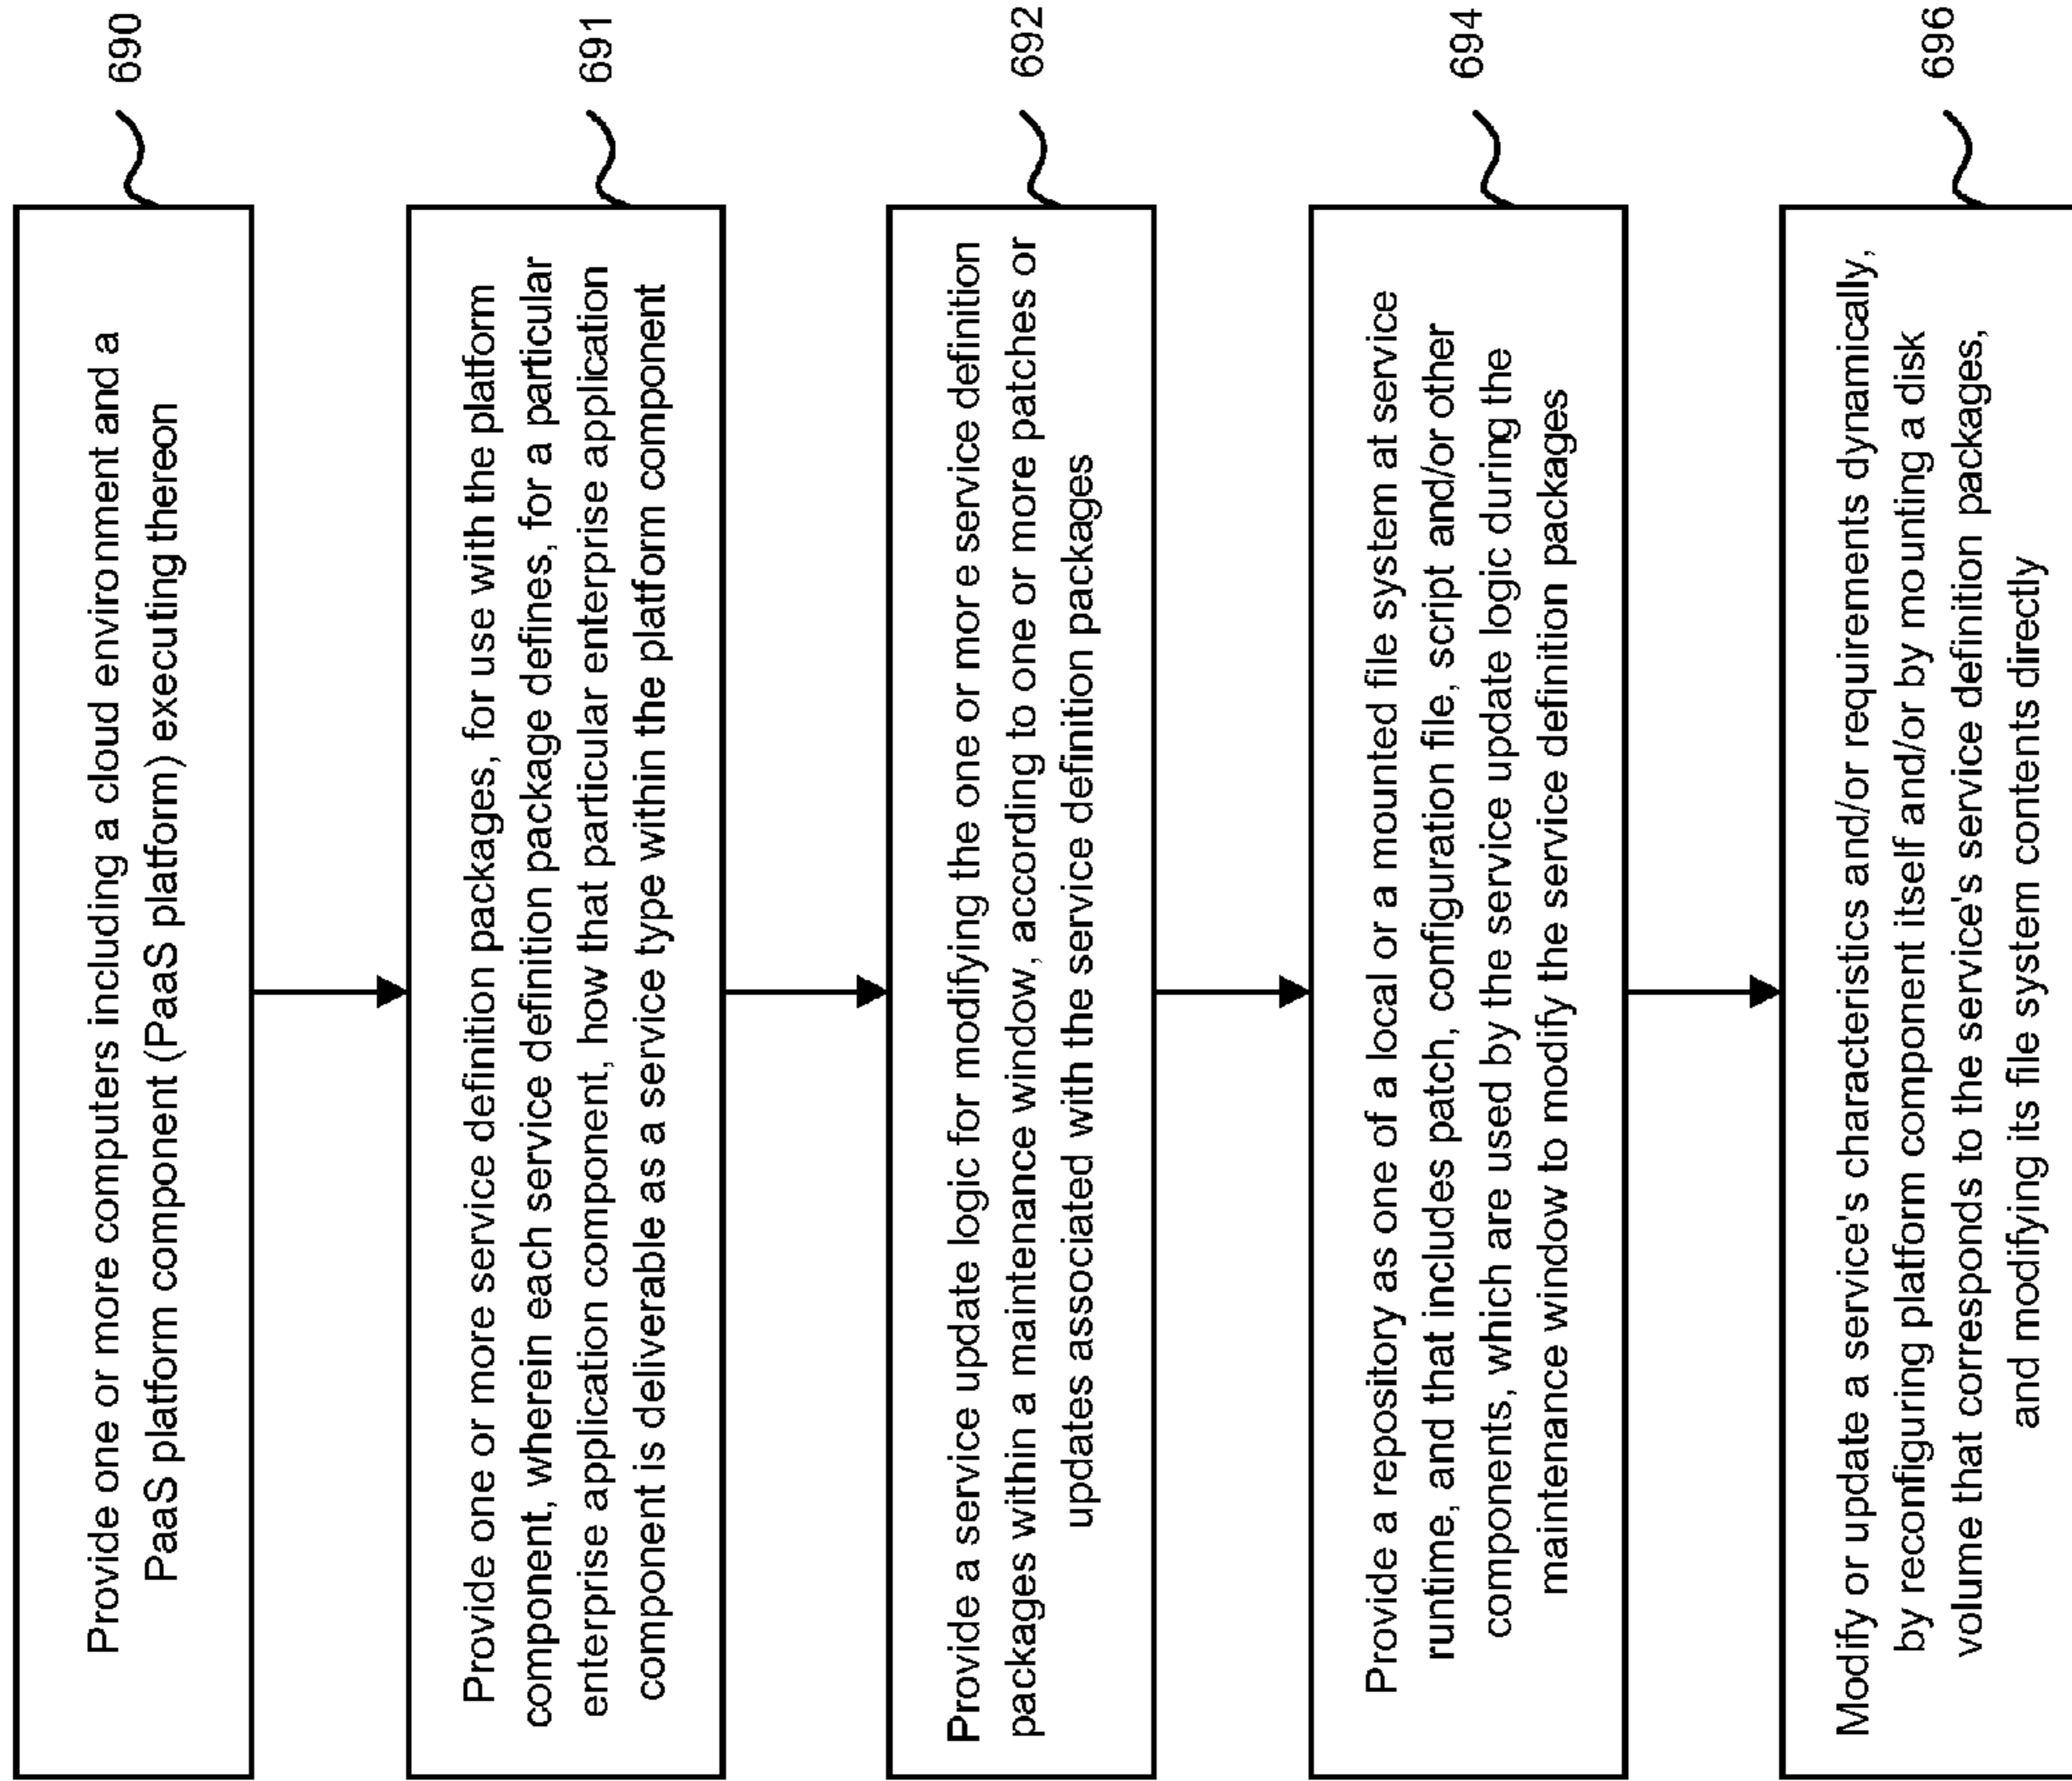 Provide one or more computers including a cloud environment and a
PaaS platform component (PaaS platform) executing thereon
690
Provide one or more service definition packages, for use with the platform
component, wherein each service definition package defines, for a particular
enterprise application component, how that particular enterprise application
component is deliverable as a service type within the platform component
691
Provide a service update logic for modifying the one or more service definition
packages within a maintenance window, according to one or more patches or
updates associated with the service definition packages
692
Provide a repository as one of a local or a mounted file system at service
runtime, and that includes patch, configuration file, script and/or other
components, which are used by the service update logic during the
maintenance window to modify the service definition packages
694
Modify or update a service's characteristics and/or requirements dynamically,
by reconfiguring platform component itself and/or by mounting a disk
volume that corresponds to the service's service definition packages,
and modifying its file system contents directly
696